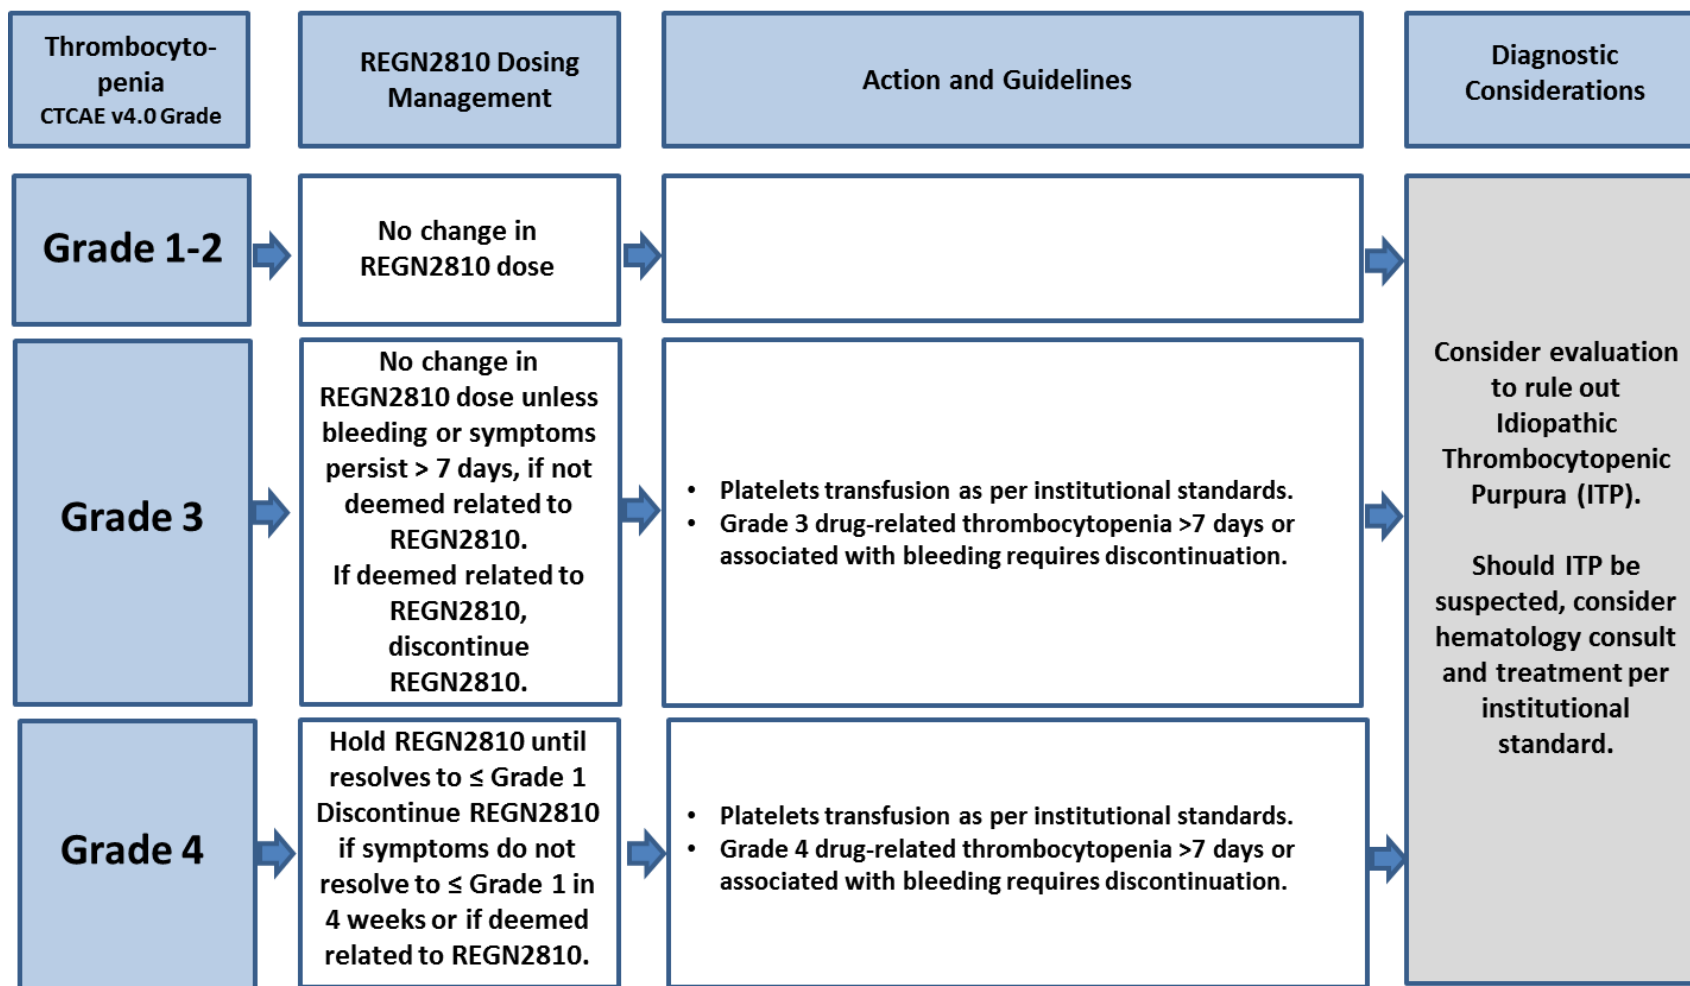 Thrombocyto-
penia
CTCAE v4.0 Grade
REGN2810 Dosing
Management
Action and Guidelines
Diagnostic
Considerations
Grade 1-2
No change in
REGN2810 dose
Grade 3
No change in
REGN2810 dose unless
bleeding or symptoms
persist > 7 days, if not
deemed related to
REGN2810.
If deemed related to
REGN2810,
discontinue
REGN2810.
• Platelets transfusion as per institutional standards.
• Grade 3 drug-related thrombocytopenia >7 days or
associated with bleeding requires discontinuation.
Grade 4
Hold REGN2810 until
resolves to ≤ Grade 1
Discontinue REGN2810
if symptoms do not
resolve to ≤ Grade 1 in
4 weeks or if deemed
related to REGN2810.
• Platelets transfusion as per institutional standards.
• Grade 4 drug-related thrombocytopenia >7 days or
associated with bleeding requires discontinuation.
Consider evaluation
to rule out
Idiopathic
Thrombocytopenic
Purpura (ITP).
Should ITP be
suspected, consider
hematology consult
and treatment per
institutional
standard.